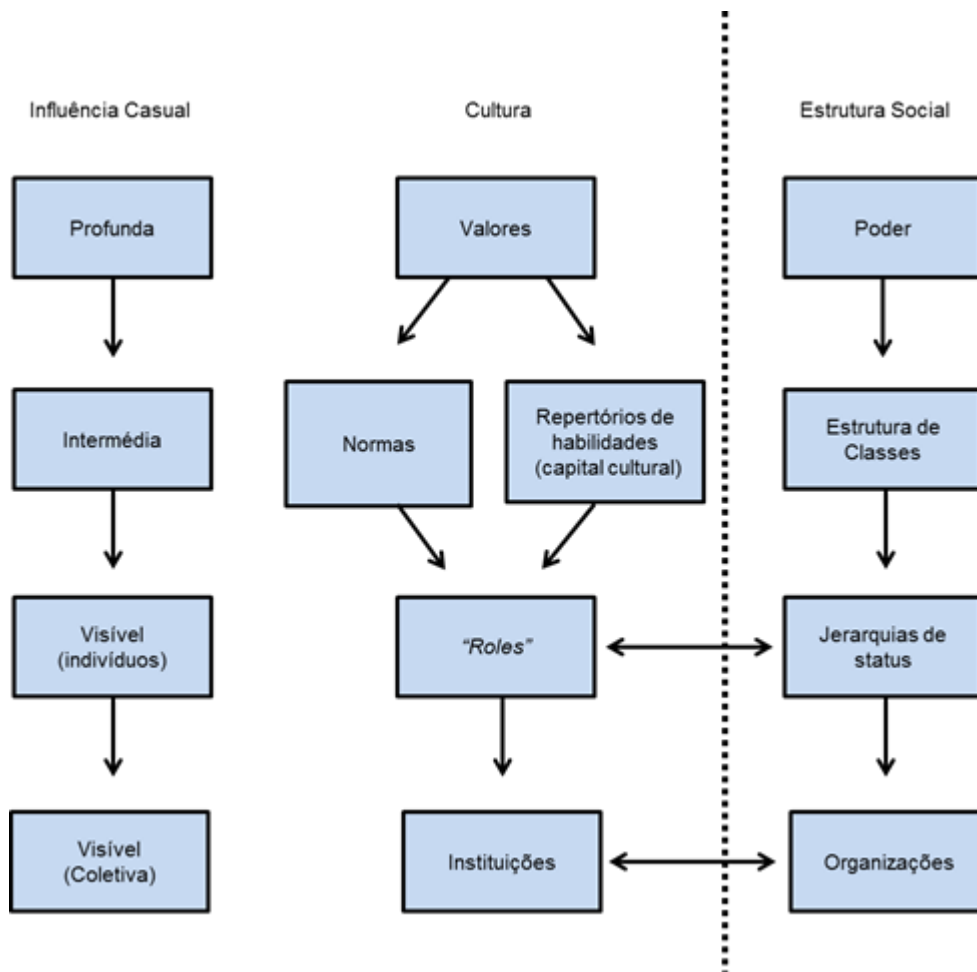 Influência Casual
Cultura
Estrutura Social
Profunda
Valores
Poder
Intermédia
Normas
Repertórios de
habilidades
(capital cultural)
Estrutura de
Classes
Visível
(indivíduos)
“Roles”
Jerarquias de
status
Visível
(Coletiva)
Instituições
Organizações